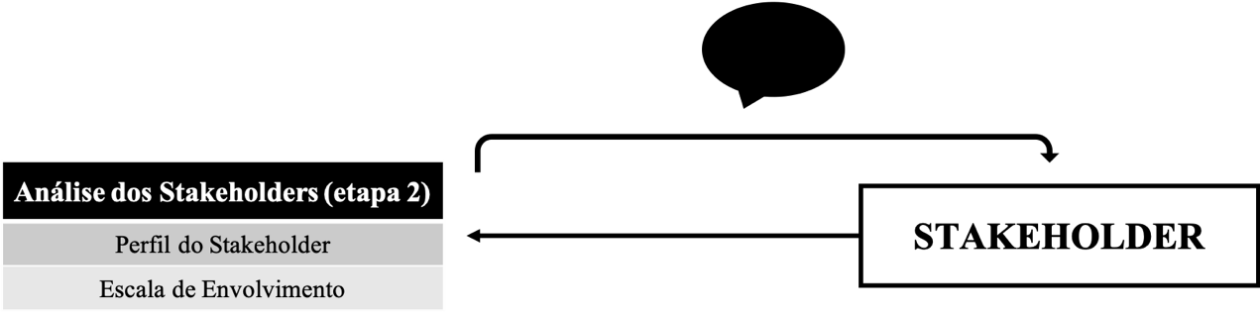 Análise dos Stakeholders (etapa 2)
Perfil do Stakeholder
Escala de Envolvimento
STAKEHOLDER